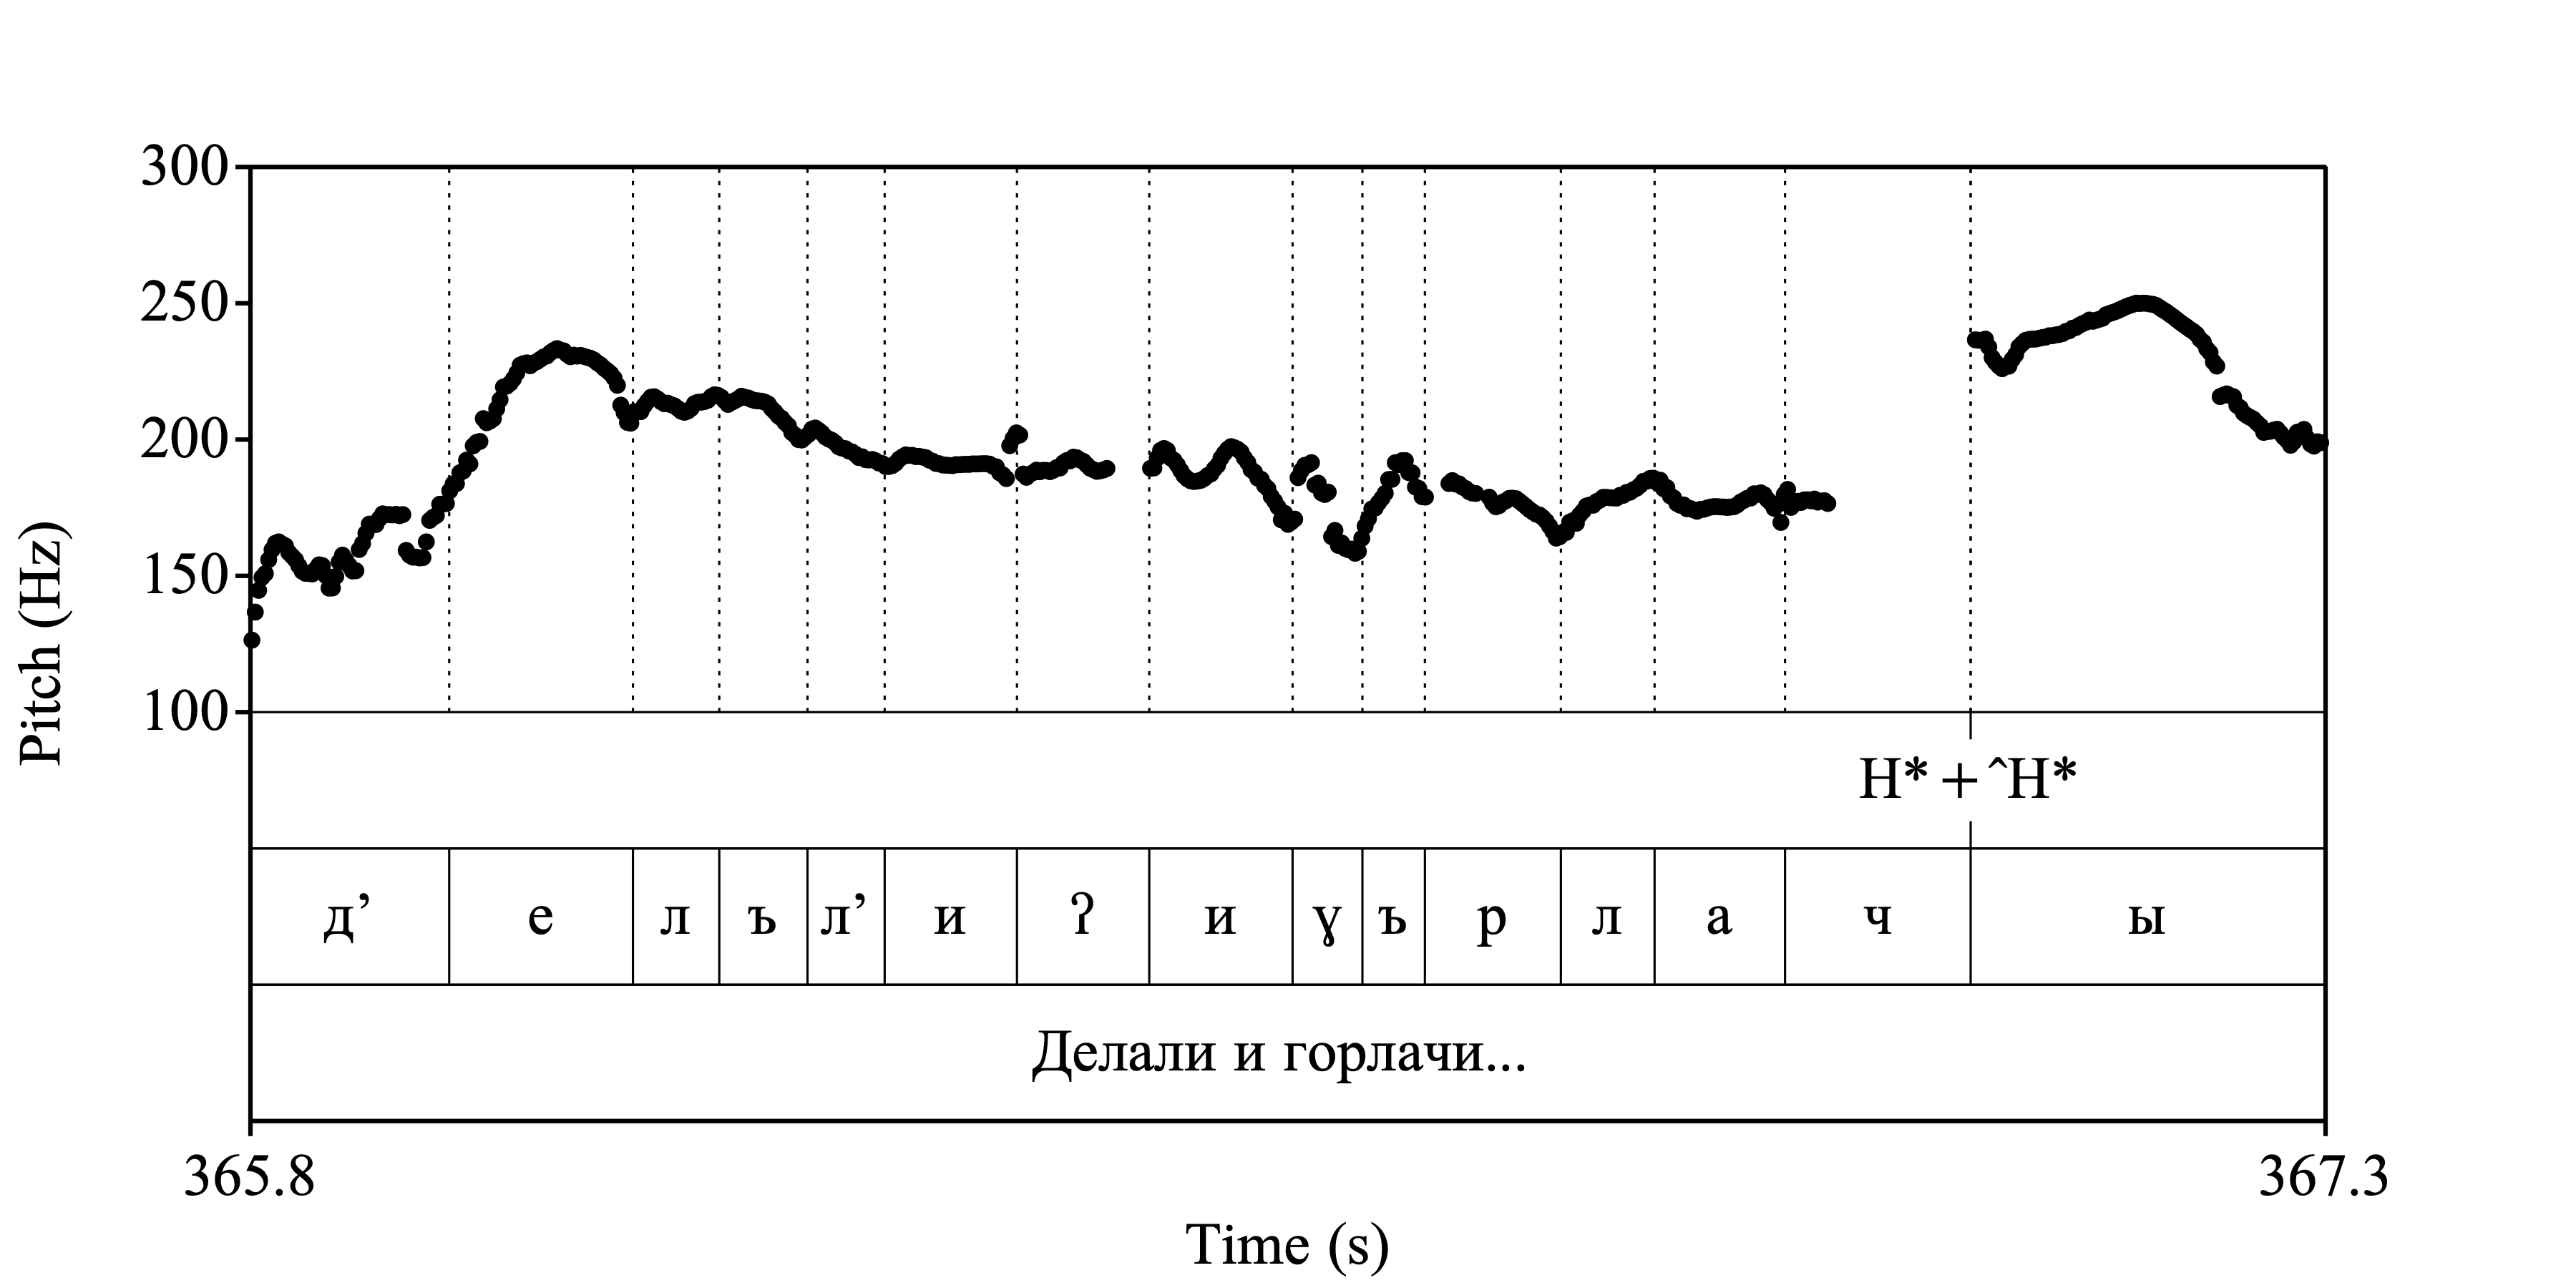 300
250
200
150
100
Pitch (Hz)
H* + ^H*
д’ е л ъ л’ и ʔ и ɣ ъ р л а ч ы
Делали и горлачи...
365.8 367.3
Time (s)